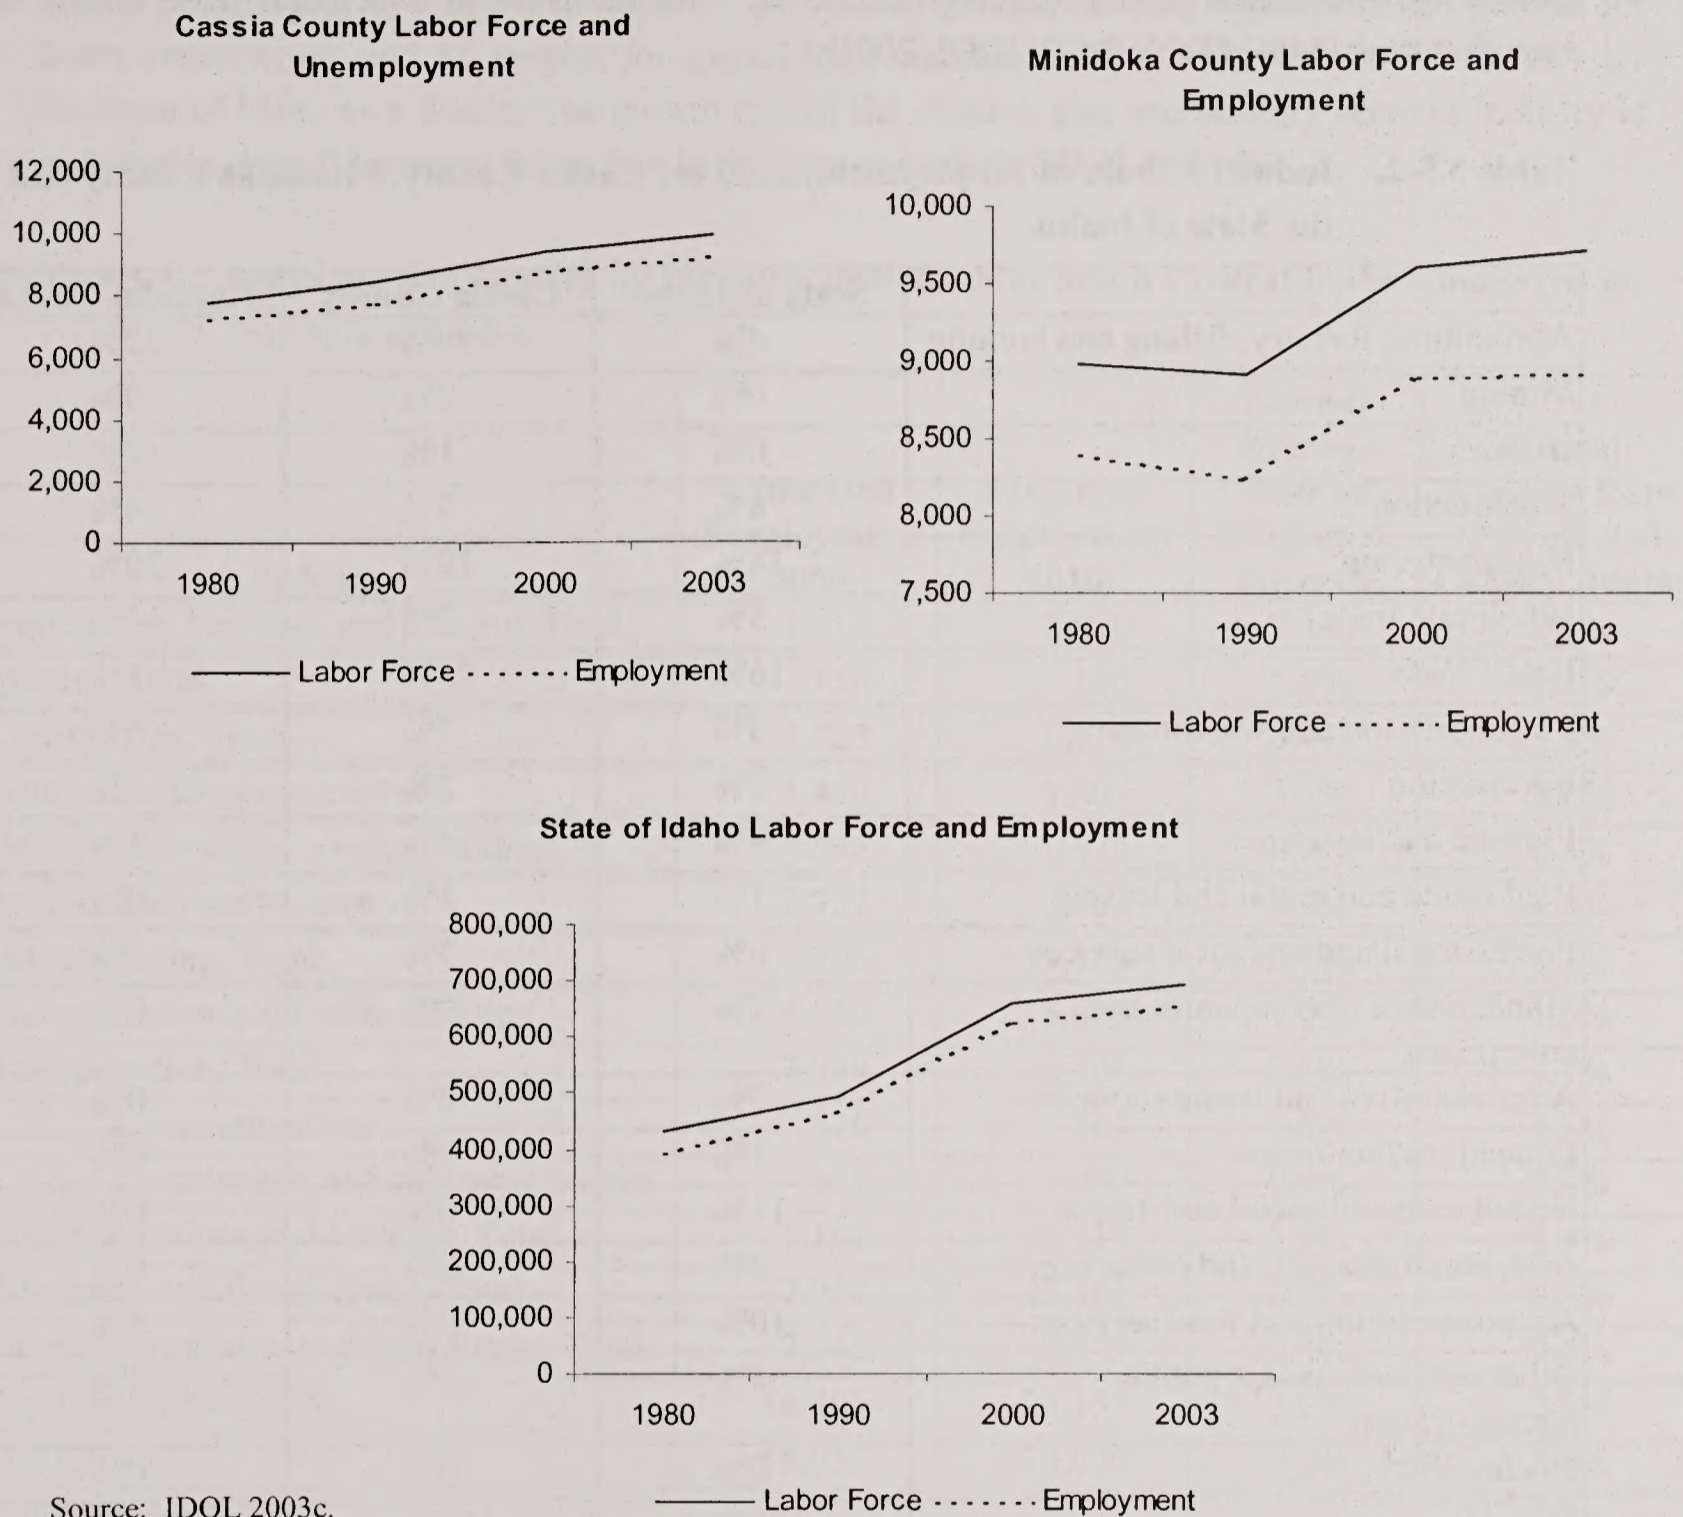 Cassia County Labor Force and
Unemployment
12,000
10,000
8,000
6,000
4,000
2,000
0
1980 1990 2000 2003
Labor Force Employment
Minidoka County Labor Force and
Employment
10,000
9,500
9,000
8,500
8,000
7,500
1980 1990 2000 2003
Labor Force Employment
State of Idaho Labor Force and Employment
800,000
700,000
600,000
500,000
400,000
300,000
200,000
100,000
0
1980 1990 2000 2003
Labor Force Employment
Source: IDOL 2003c.